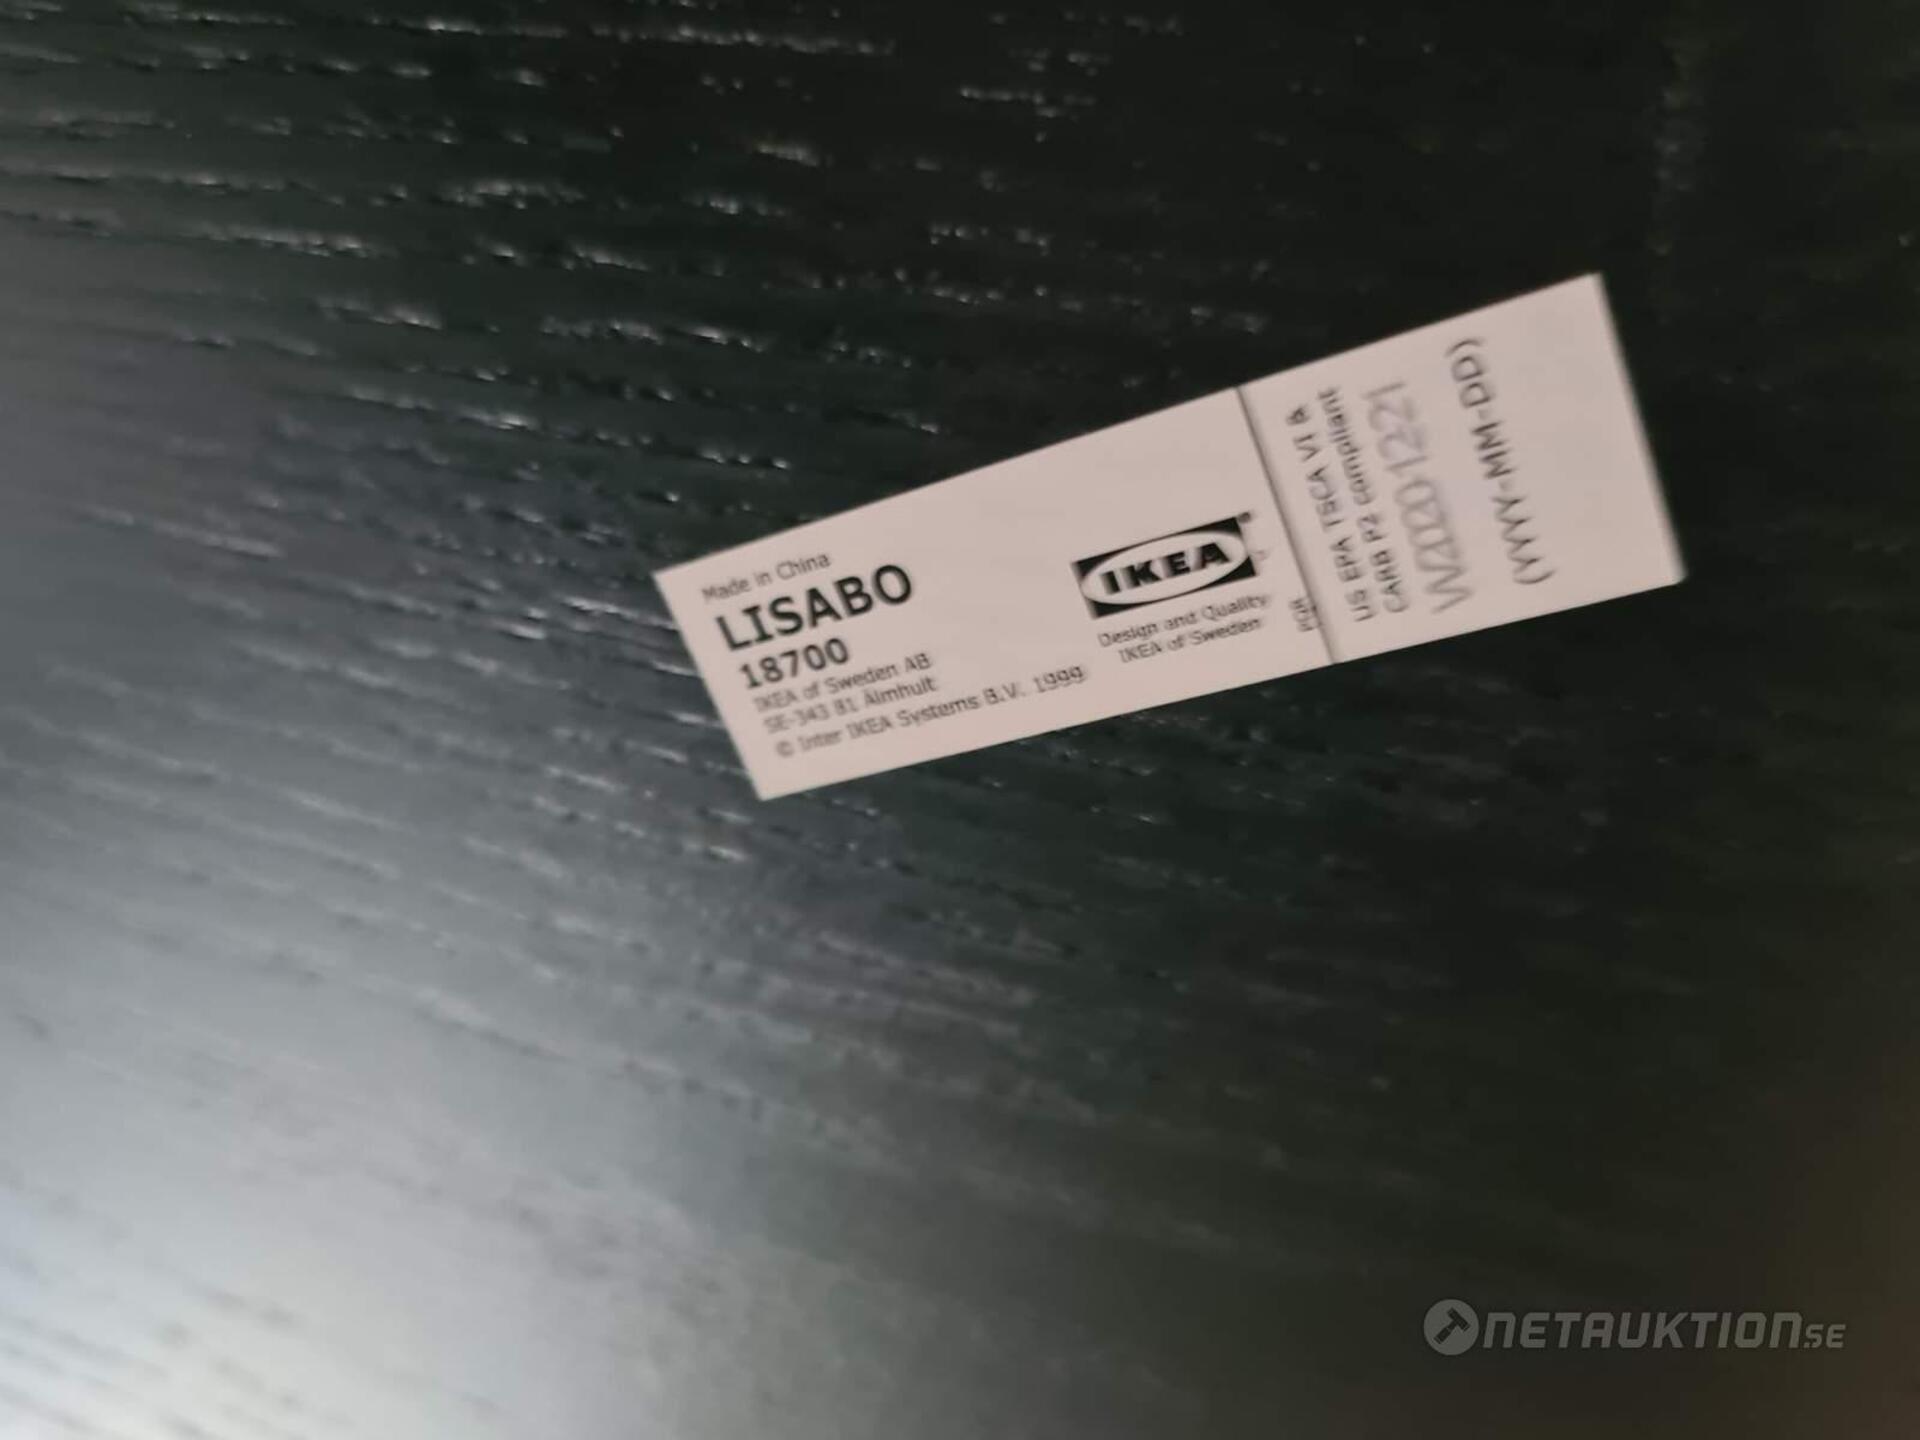 Made in China
LISABO
18700
IKEA of Sweden AB
SE-343 81 Älmhult
© Inter IKEA Systems B.V. 1999
IKEA®
Design and Quality
IKEA of Sweden
US EPA TSCA VI &
CARB P2 compliant
(YYYY-MM-DD)
NETAUKTION.SE